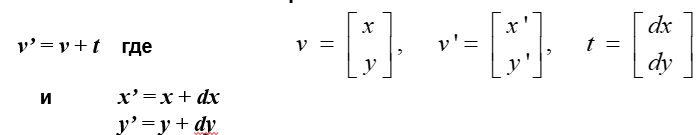 v’ = v + t где v = [x y], v' = [x' y'], t = [dx dy]
и x’ = x + dx
y’ = y + dy